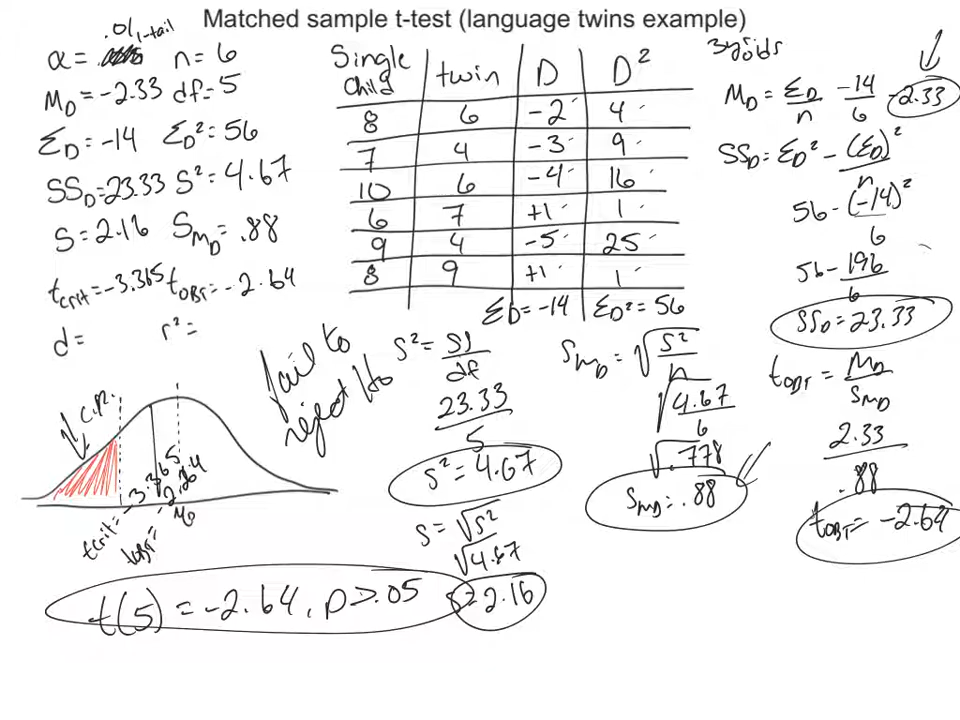 Matched sample t-test (language twins example)
.01 1-tail
α = n = 6
M_D = -2.33 df = 5
Σ_D = -14 Σ_D² = 56
SS_D = 23.33 S² = 4.67
S = 2.16 S_MD = .88
t_crit = -3.365 t_OBT = -2.64
d = r² =
Single Child twin D D²
8 6 -2 4
7 4 -3 9
10 6 -4 16
6 7 +1 1
9 4 -5 25
8 9 +1 1
ΣD = -14 ΣD² = 56
M_D = Σ_D/n -14/6 -2.33
SS_D = Σ_D² - (Σ_D)²/n
56 - (-14)²/6
56 - 196/6
SS_D = 23.33
fail to
reject Ho
S² = SS/df
23.33/5
S² = 4.67
S = √S²
√4.67
S = 2.16
S_MD = √S²/n
√4.67/6
√.778
S_MD = .88
t_OBT = M_D/S_MD
2.33/.88
t_OBT = -2.64
C.R.
tcrit = -3.365
t_OBT = -2.64
t(5) = -2.64, p > .05